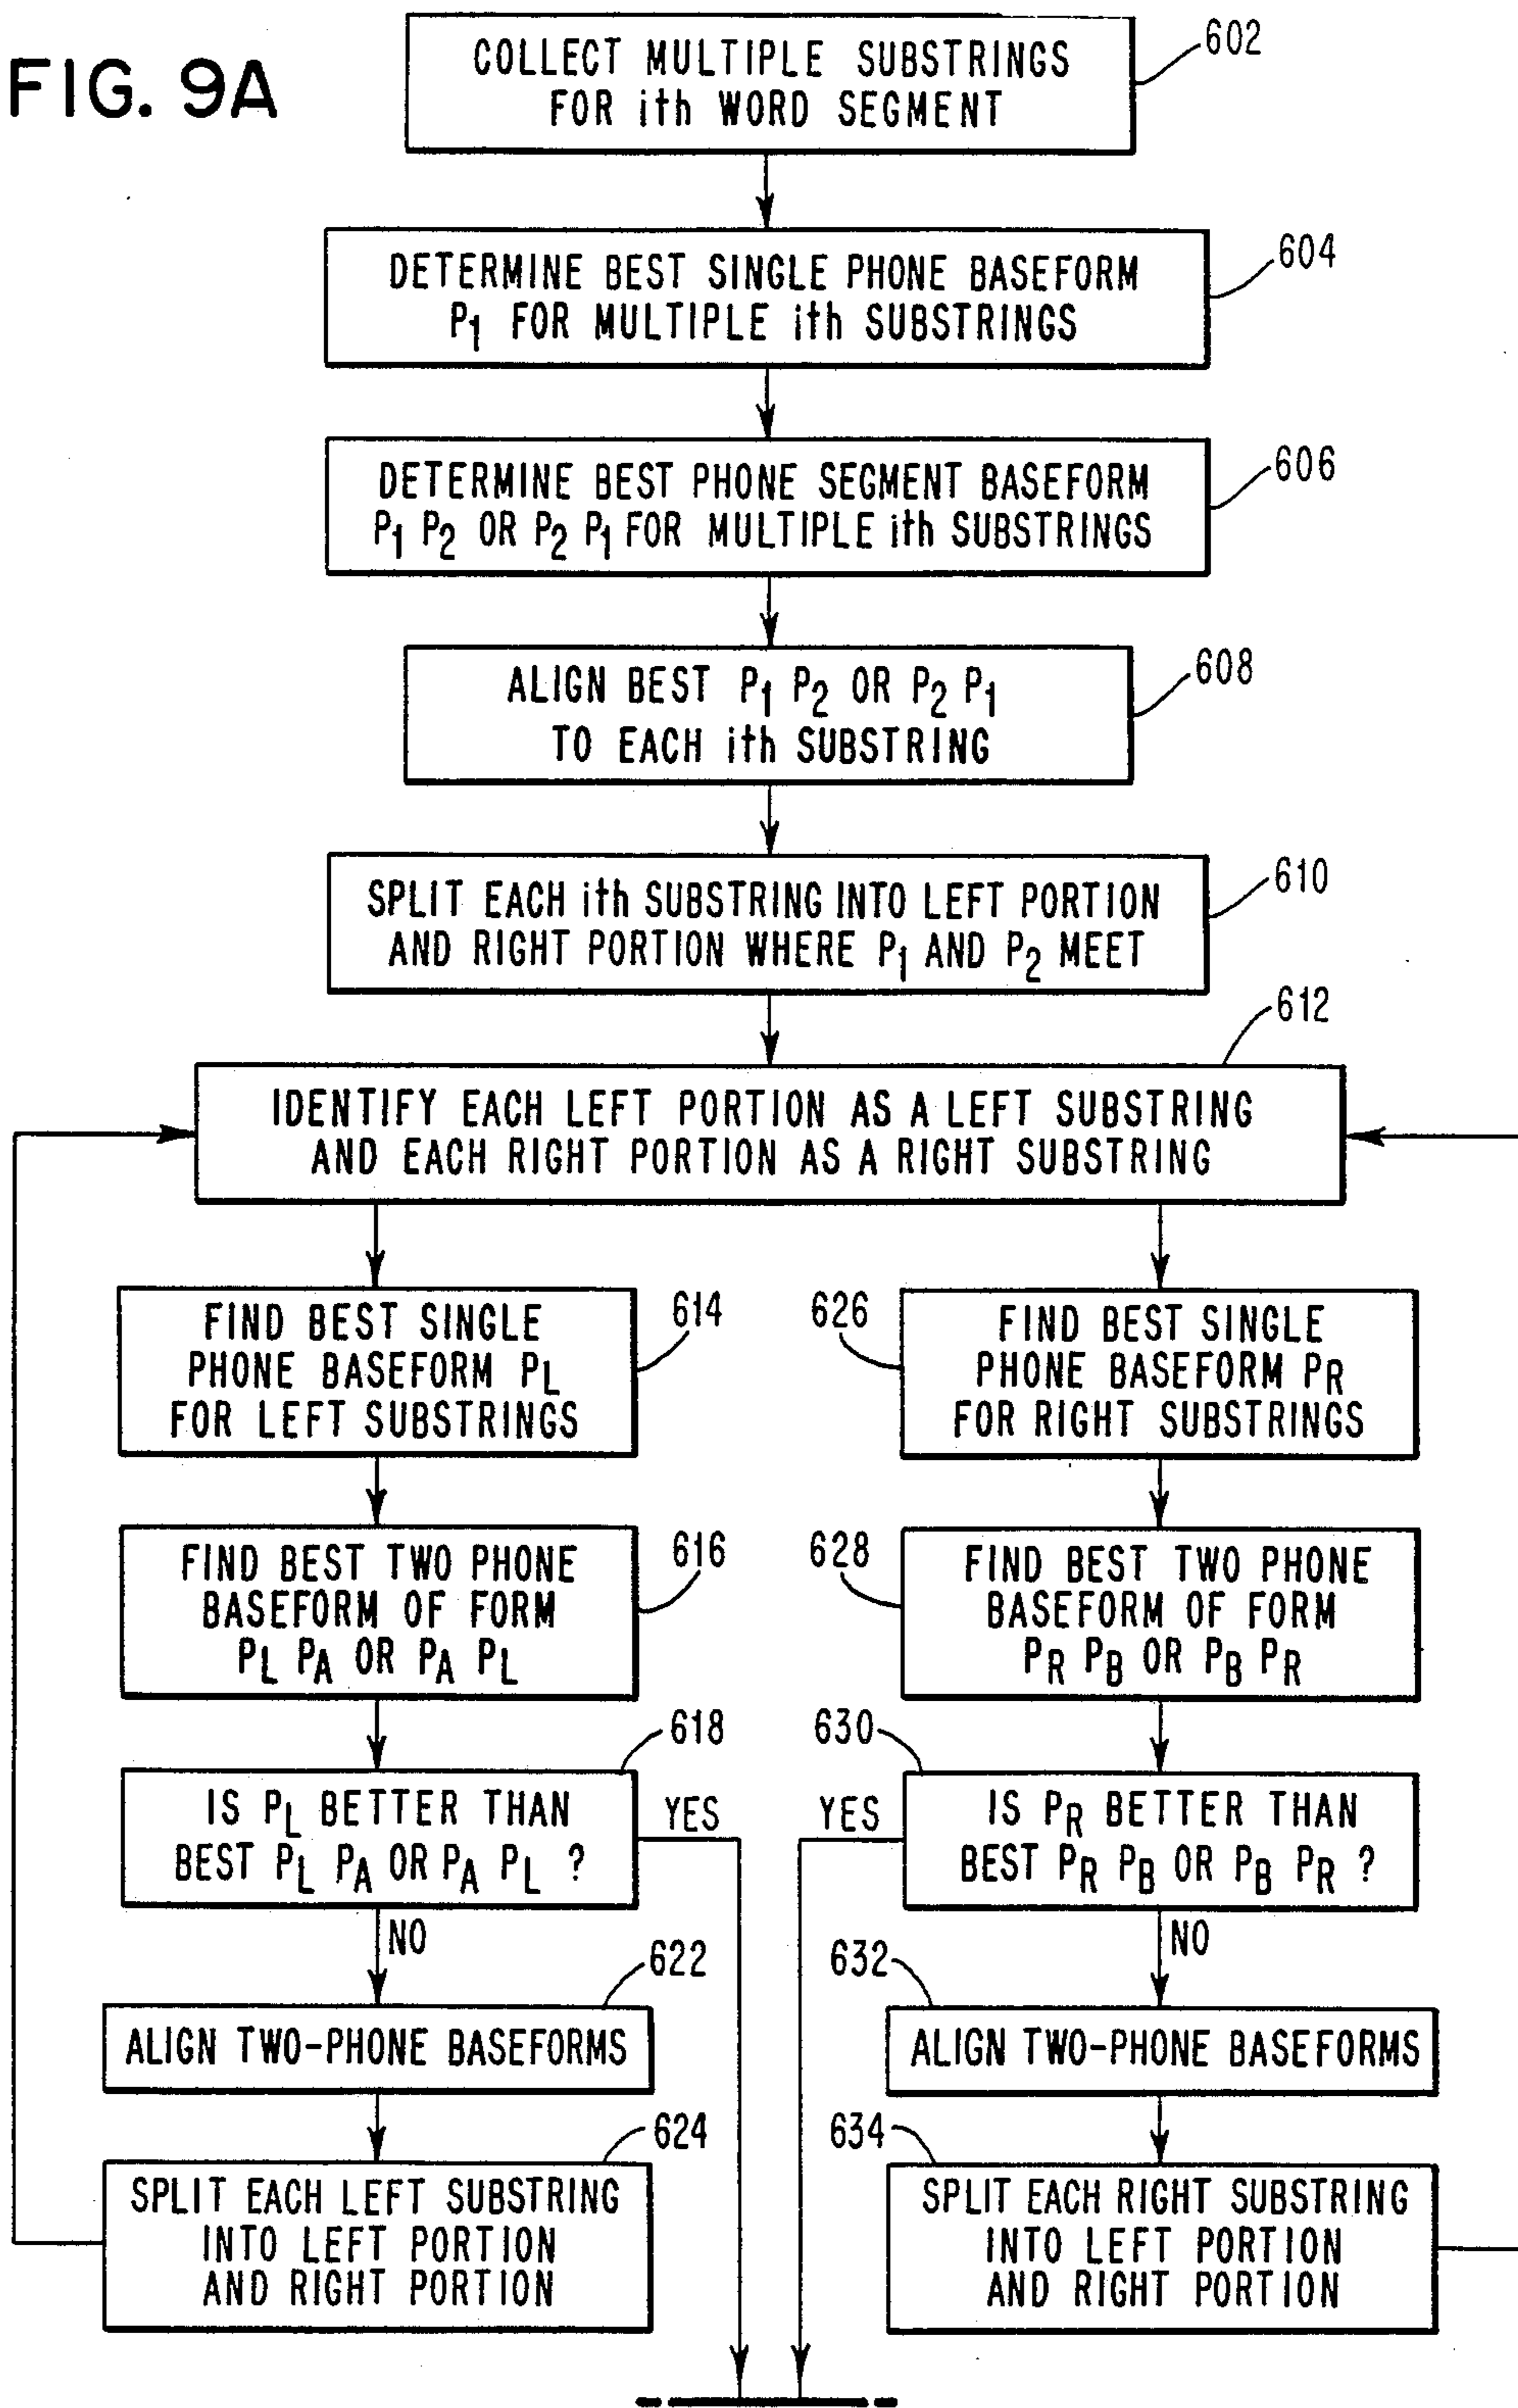 FIG. 9A
COLLECT MULTIPLE SUBSTRINGS
FOR ith WORD SEGMENT
602
DETERMINE BEST SINGLE PHONE BASEFORM
P1 FOR MULTIPLE ith SUBSTRINGS
604
DETERMINE BEST PHONE SEGMENT BASEFORM
P1 P2 OR P2 P1 FOR MULTIPLE ith SUBSTRINGS
606
ALIGN BEST P1 P2 OR P2 P1
TO EACH ith SUBSTRING
608
SPLIT EACH ith SUBSTRING INTO LEFT PORTION
AND RIGHT PORTION WHERE P1 AND P2 MEET
610
612
IDENTIFY EACH LEFT PORTION AS A LEFT SUBSTRING
AND EACH RIGHT PORTION AS A RIGHT SUBSTRING
FIND BEST SINGLE
PHONE BASEFORM PL
FOR LEFT SUBSTRINGS
614
FIND BEST TWO PHONE
BASEFORM OF FORM
PL PA OR PA PL
616
618
IS PL BETTER THAN
BEST PL PA OR PA PL ?
YES
NO
622
ALIGN TWO-PHONE BASEFORMS
624
SPLIT EACH LEFT SUBSTRING
INTO LEFT PORTION
AND RIGHT PORTION
626
FIND BEST SINGLE
PHONE BASEFORM PR
FOR RIGHT SUBSTRINGS
628
FIND BEST TWO PHONE
BASEFORM OF FORM
PR PB OR PB PR
630
IS PR BETTER THAN
BEST PR PB OR PB PR ?
YES
NO
632
ALIGN TWO-PHONE BASEFORMS
634
SPLIT EACH RIGHT SUBSTRING
INTO LEFT PORTION
AND RIGHT PORTION